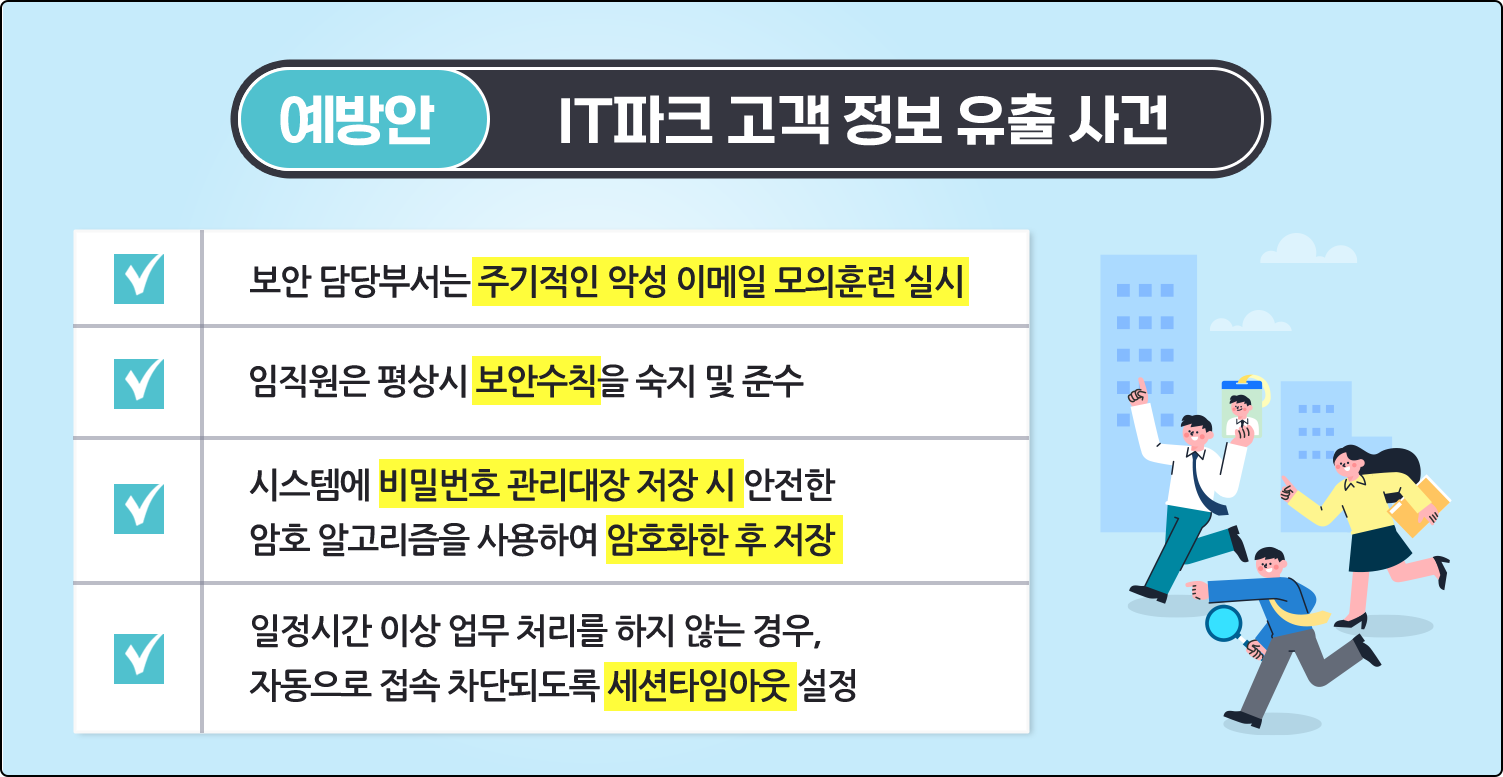 예방안
IT파크 고객 정보 유출 사건
보안 담당부서는 주기적인 악성 이메일 모의훈련 실시
임직원은 평상시 보안수칙을 숙지 및 준수
시스템에 비밀번호 관리대장 저장 시 안전한
암호 알고리즘을 사용하여 암호화한 후 저장
일정시간 이상 업무 처리를 하지 않는 경우,
자동으로 접속 차단되도록 세션타임아웃 설정